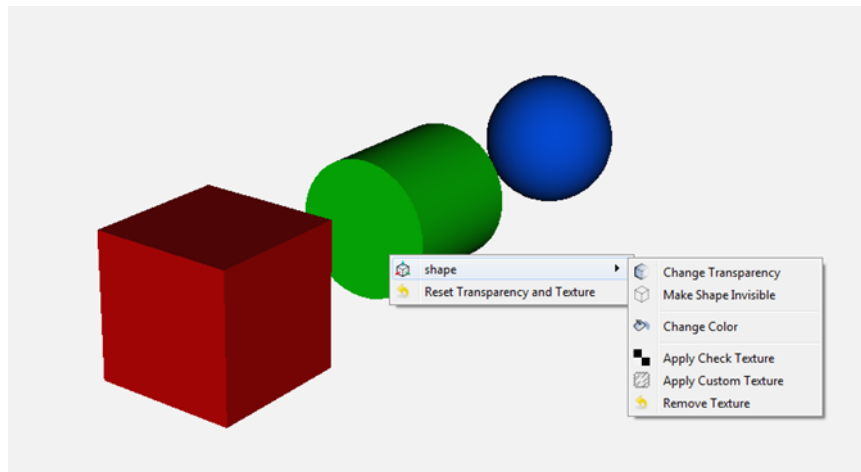 shape
Reset Transparency and Texture
Change Transparency
Make Shape Invisible
Change Color
Apply Check Texture
Apply Custom Texture
Remove Texture